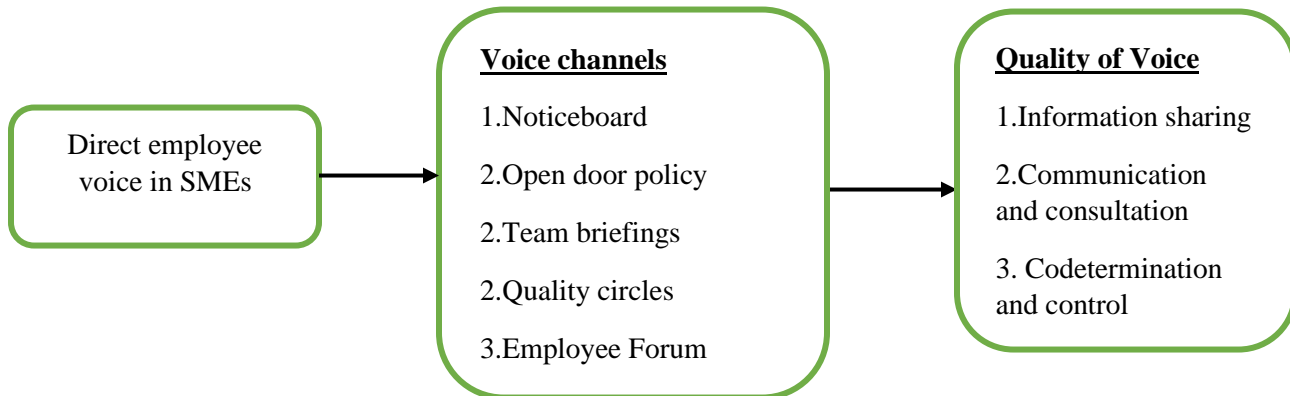 Direct employee
voice in SMEs
Voice channels
1.Noticeboard
2.Open door policy
2.Team briefings
2.Quality circles
3.Employee Forum
Quality of Voice
1.Information sharing
2.Communication
and consultation
3. Codetermination
and control